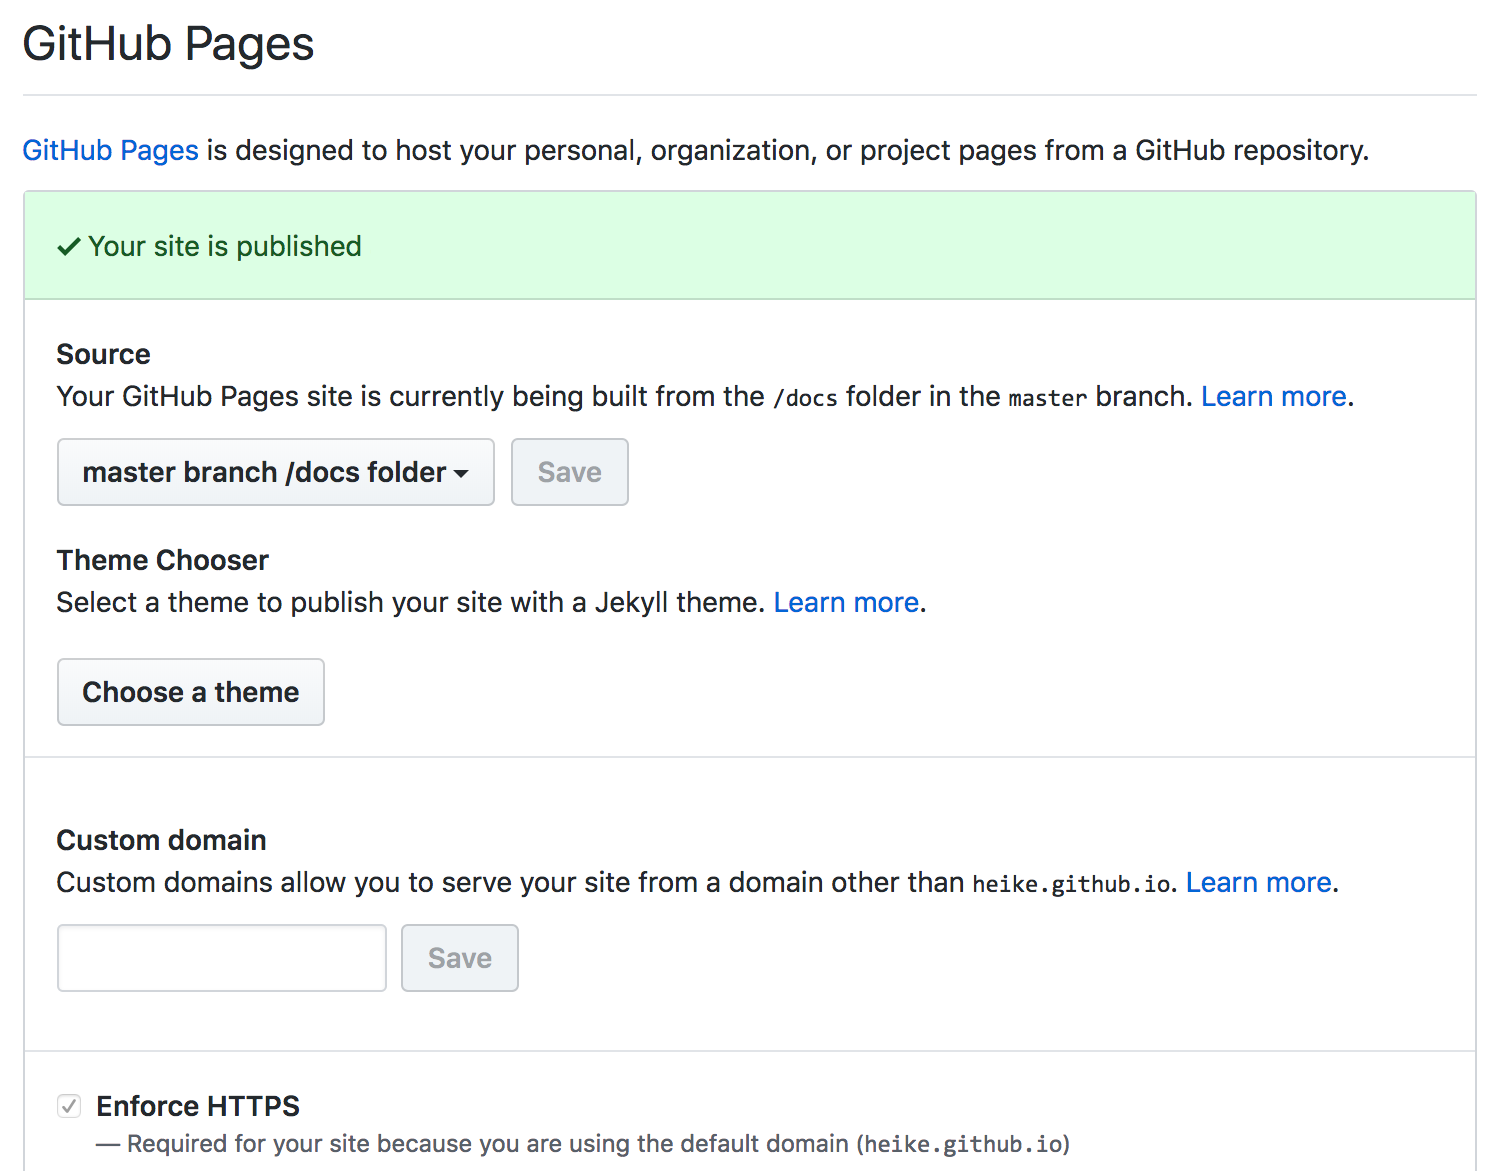 GitHub Pages
GitHub Pages is designed to host your personal, organization, or project pages from a GitHub repository.
Your site is published
Source
Your GitHub Pages site is currently being built from the /docs folder in the master branch. Learn more.
master branch /docs folder Save
Theme Chooser
Select a theme to publish your site with a Jekyll theme. Learn more.
Choose a theme
Custom domain
Custom domains allow you to serve your site from a domain other than heike.github.io. Learn more.
Save
Enforce HTTPS
— Required for your site because you are using the default domain (heike.github.io)